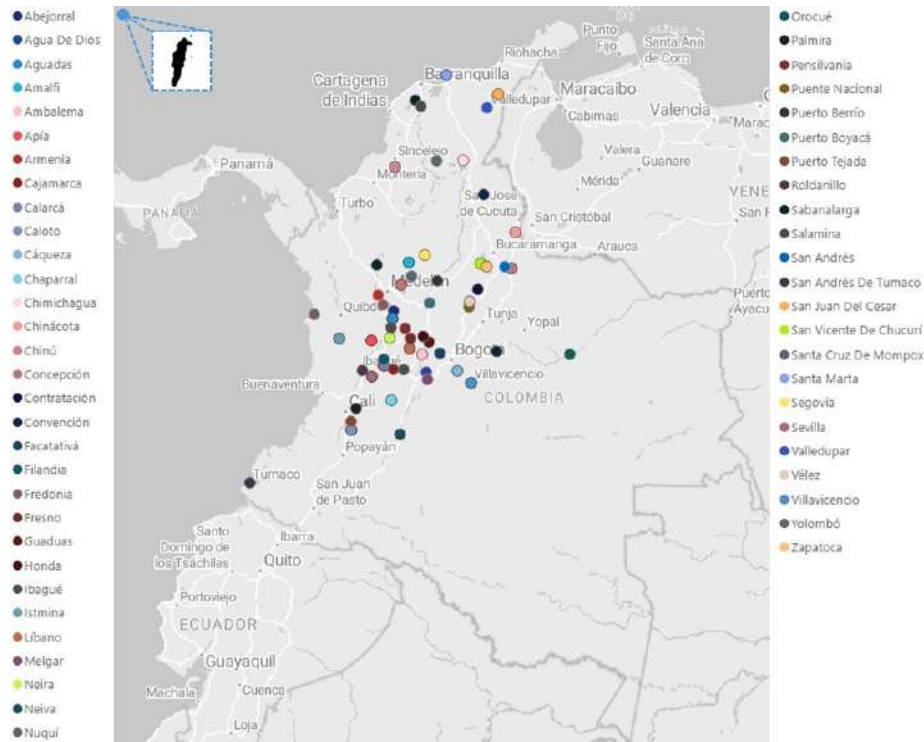 Abejorral
Agua De Dios
Aguadas
Amalfi
Ambalema
Apía
Armenia
Cajamarca
Calarcá
Caloto
Cáqueza
Chaparral
Chimichagua
Chinácota
Chinú
Concepción
Contratación
Convención
Facatativá
Filandia
Fredonia
Fresno
Guaduas
Honda
Ibagué
Istmina
Líbano
Melgar
Neira
Neiva
Nuquí
Riohacha
Punto
Fijo
Santa Ana
de Coro
Barranquilla
Cartagena
de Indias
Valledupar
Maracaibo
Cabimas
Valencia
Sincelejo
Montería
Valera
Guanare
Mérida
Panamá
PANAMÁ
Turbo
San José
de Cucuta
San Cristóbal
Bucaramanga
Arauca
Medellín
Quibdó
Tunja
Yopal
Puerto
Ayacu
Ibagué
Bogotá
Villavicencio
Buenaventura
Cali
COLOMBIA
Popayán
Tumaco
San Juan
de Pasto
Ibarra
Santo
Domingo de
los Tsáchilas
Quito
Portoviejo
ECUADOR
Guayaquil
Machala
Cuenca
Loja
Orocué
Palmira
Pensilvania
Puente Nacional
Puerto Berrío
Puerto Boyacá
Puerto Tejada
Roldanillo
Sabanalarga
Salamina
San Andrés
San Andrés De Tumaco
San Juan Del Cesar
San Vicente De Chucurí
Santa Cruz De Mompox
Santa Marta
Segovia
Sevilla
Valledupar
Vélez
Villavicencio
Yolombó
Zapatoca